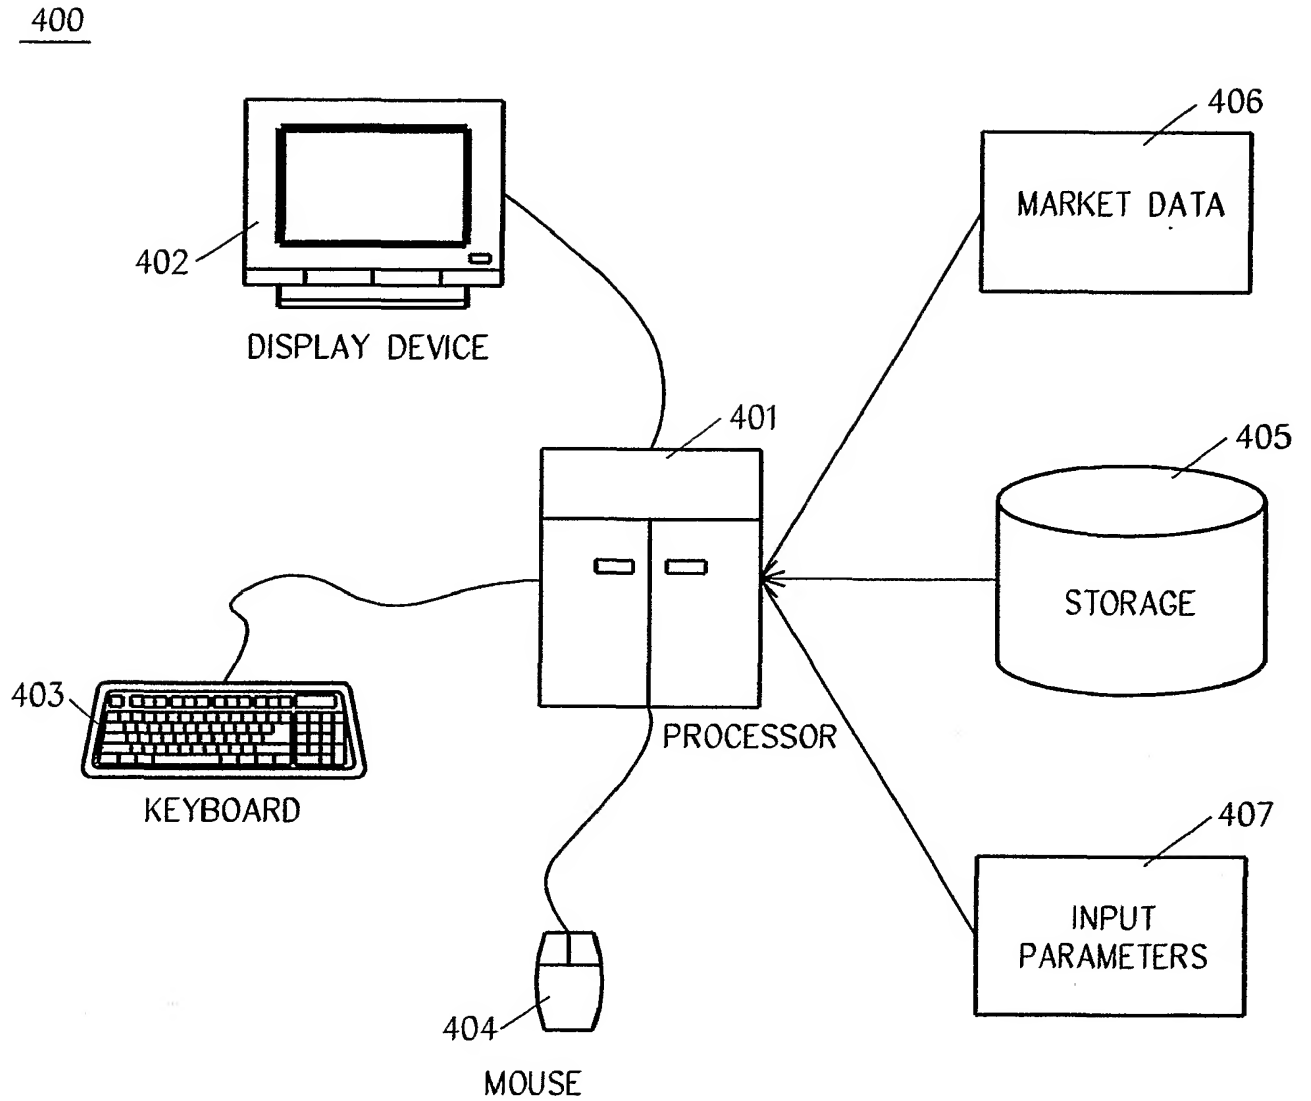 400
406
MARKET DATA
402
DISPLAY DEVICE
401
405
STORAGE
403
KEYBOARD
PROCESSOR
407
INPUT
PARAMETERS
404
MOUSE